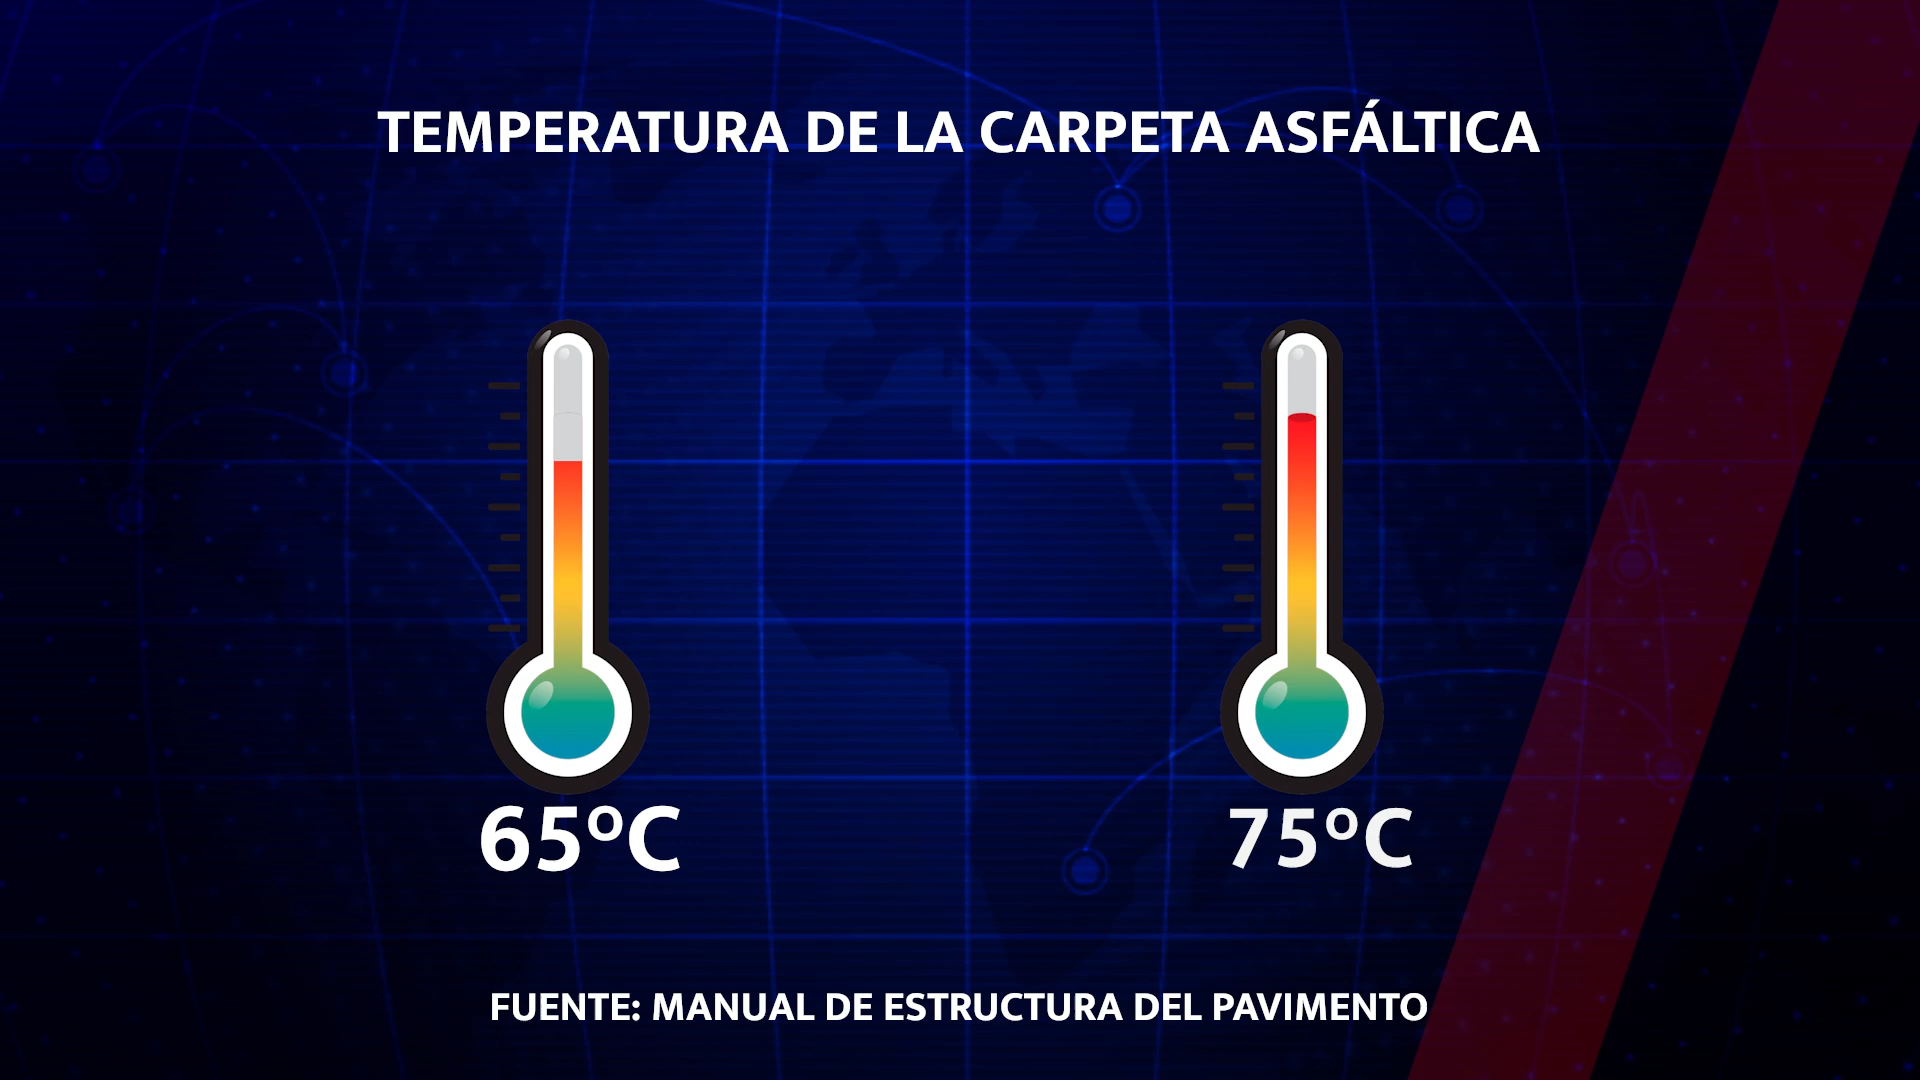 TEMPERATURA DE LA CARPETA ASFÁLTICA
65ºC
75ºC
FUENTE: MANUAL DE ESTRUCTURA DEL PAVIMENTO